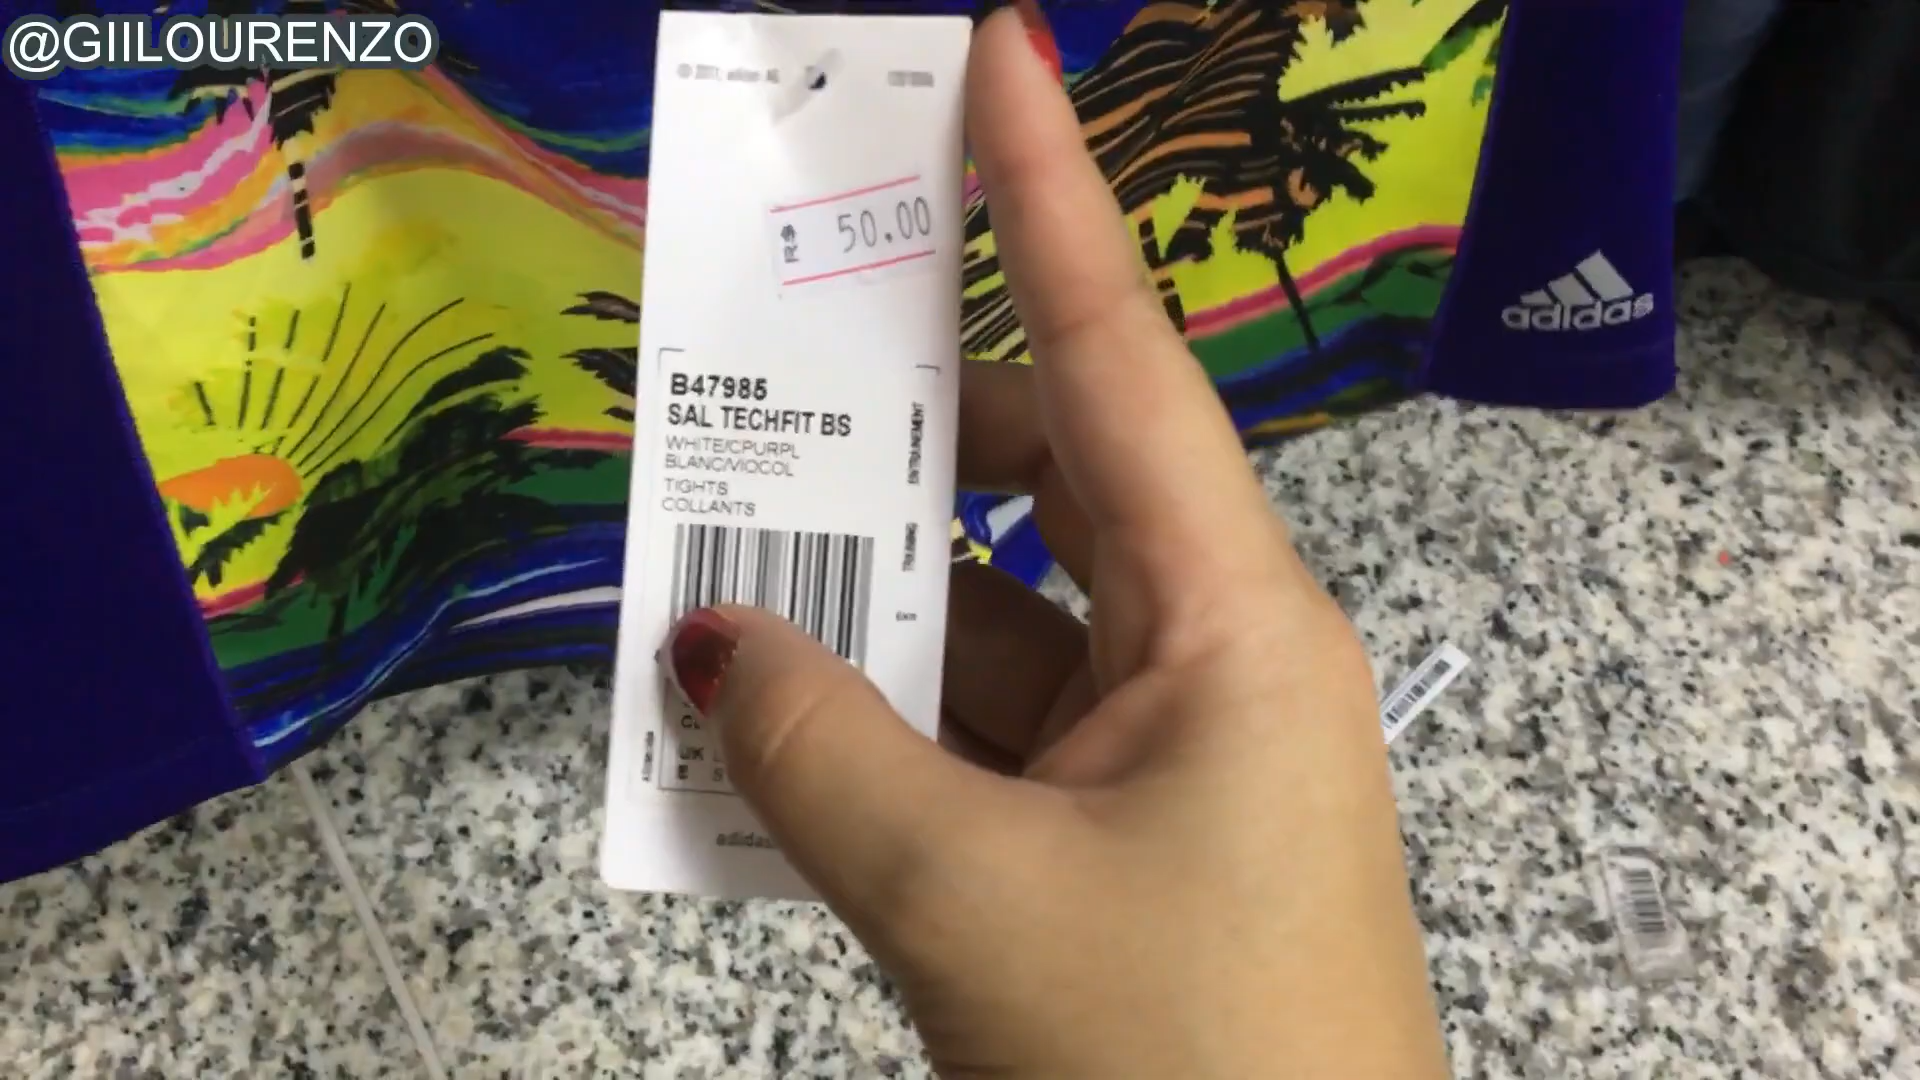 @GIILOURENZO
R$ 50.00
B47985
SAL TECHFIT BS
WHITE/CPURPL
BLANC/VIOCOL
TIGHTS
COLLANTS
ENTRAINEMENT
TRAINING
adidas
adidas